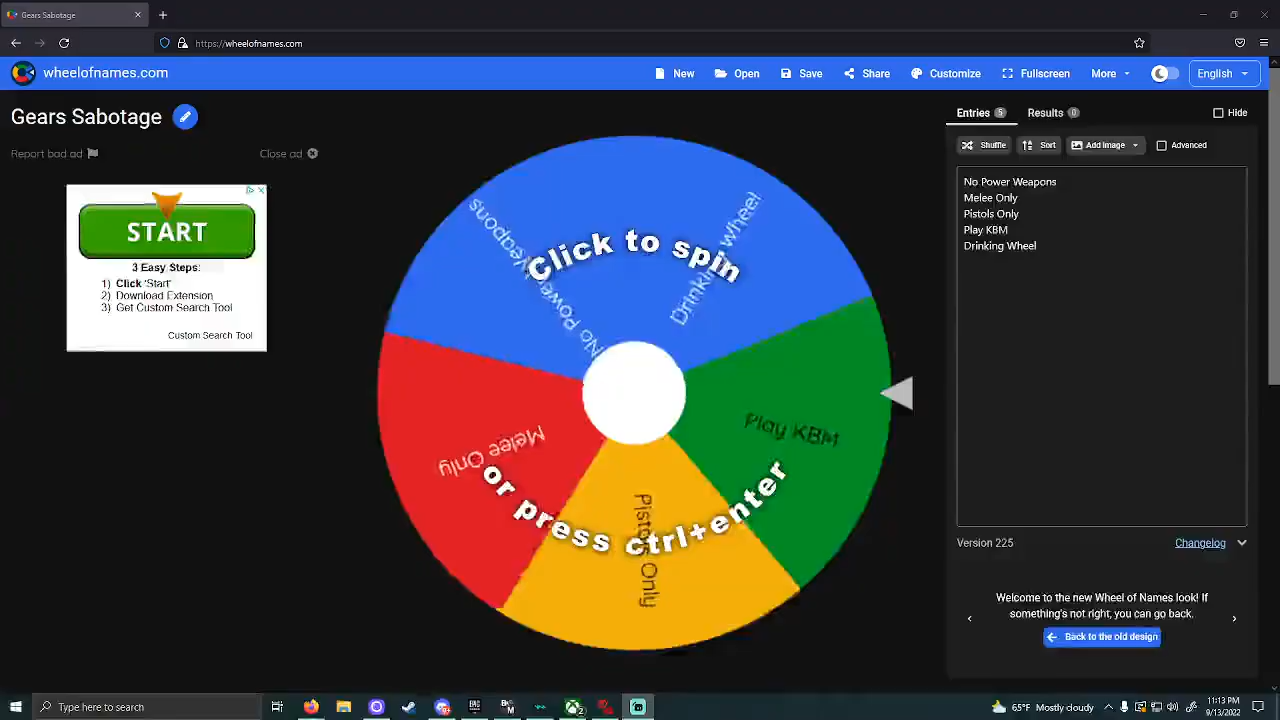 Gears Sabotage
https://wheelofnames.com
wheelofnames.com
New
Open
Save
Share
Customize
Fullscreen
More
English
Gears Sabotage
Report bad ad
Close ad
START
3 Easy Steps:
1) Click 'Start'
2) Download Extension
3) Get Custom Search Tool
Custom Search Tool
No Power Weapons
Drinking Wheel
Play KBM
Pistols Only
Melee Only
Click to spin
or press ctrl+enter
Entries 5
Results 0
Hide
Shuffle
Sort
Add Image
Advanced
No Power Weapons
Melee Only
Pistols Only
Play KBM
Drinking Wheel
Version 225
Changelog
Welcome to the new Wheel of Names look! If
something's not right, you can go back.
Back to the old design
Type here to search
65°F Mostly cloudy
11:13 PM
9/13/2022